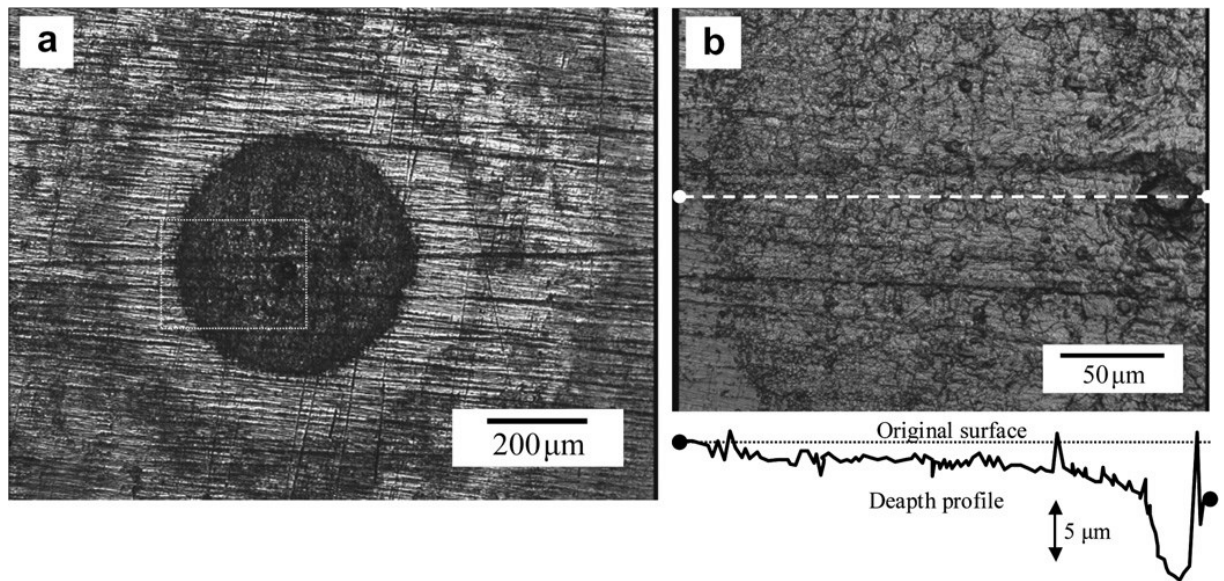 a
200 μm
b
50 μm
Original surface
Deapth profile
5 μm